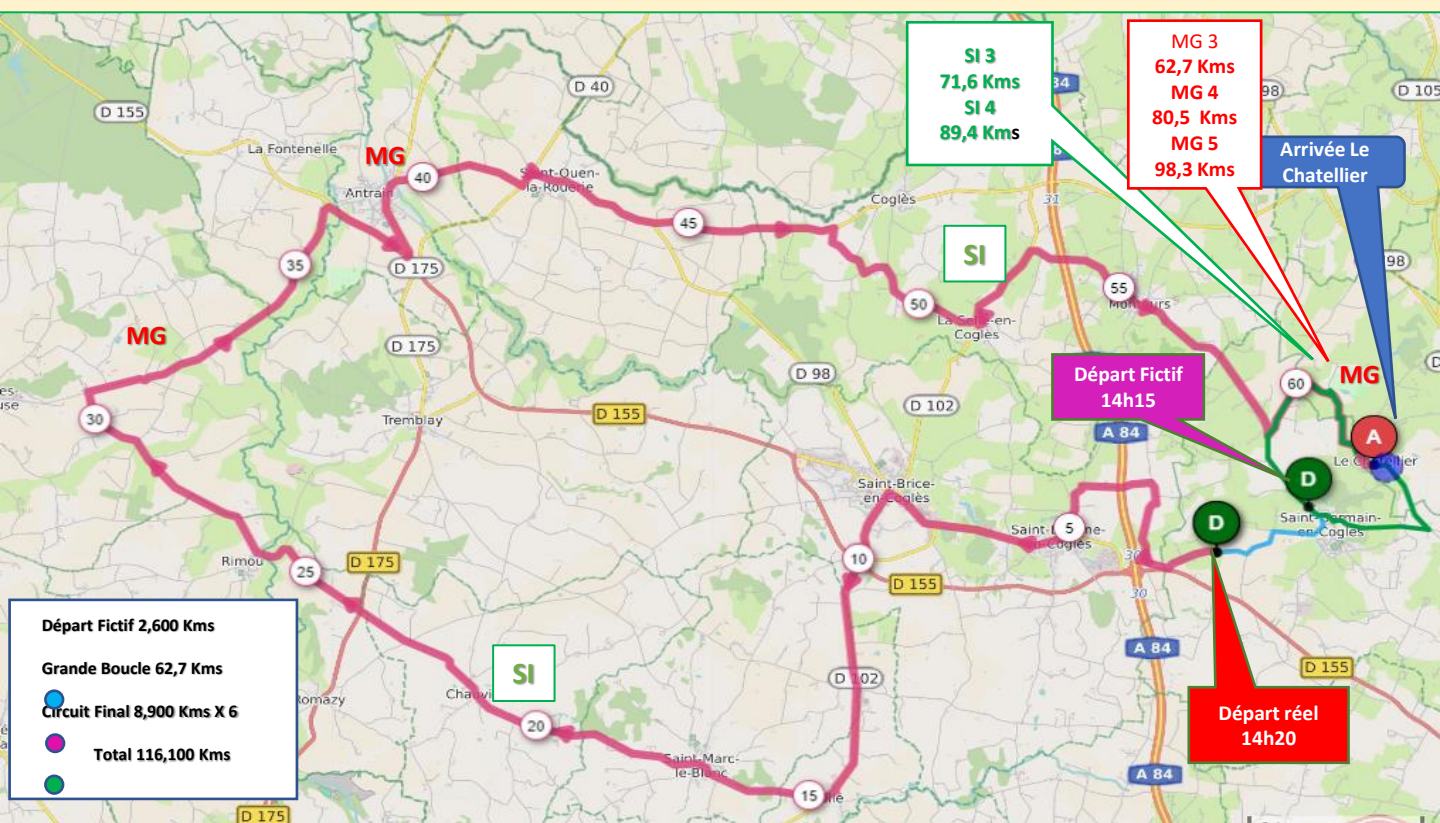 SI 3
71,6 Kms
SI 4
89,4 Kms
MG 3
62,7 Kms
MG 4
80,5 Kms
MG 5
98,3 Kms
Arrivée Le
Chatellier
D 155
D 40
84
98
D 105
La Fontenelle
MG
40
Antrain
Saint-Ouen-
la-Rouërie
Coglès
31
45
SI
98
35
D 175
55
50
La Selle-en-
Coglès
MG
D 175
D 98
Départ Fictif
14h15
60
MG
30
D 155
D 102
Tremblay
A 84
A
Le Chatellier
Saint-Brice-
en-Coglès
D
D
Saint-Germain-
en-Coglès
5
Rimou
25
D 175
10
D 155
30
30
Départ Fictif 2,600 Kms
Grande Boucle 62,7 Kms
Circuit Final 8,900 Kms X 6
Total 116,100 Kms
SI
20
D 102
A 84
D 155
Départ réel
14h20
Romazy
Saint-Marc-
le-Blanc
15
A 84
D 175